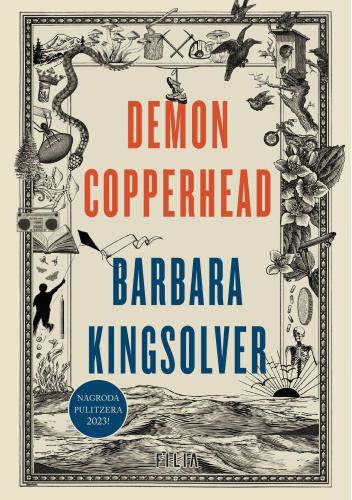 DEMON
COPPERHEAD
BARBARA
KINGSOLVER
NAGRODA
PULITZERA
2023!
FILIA